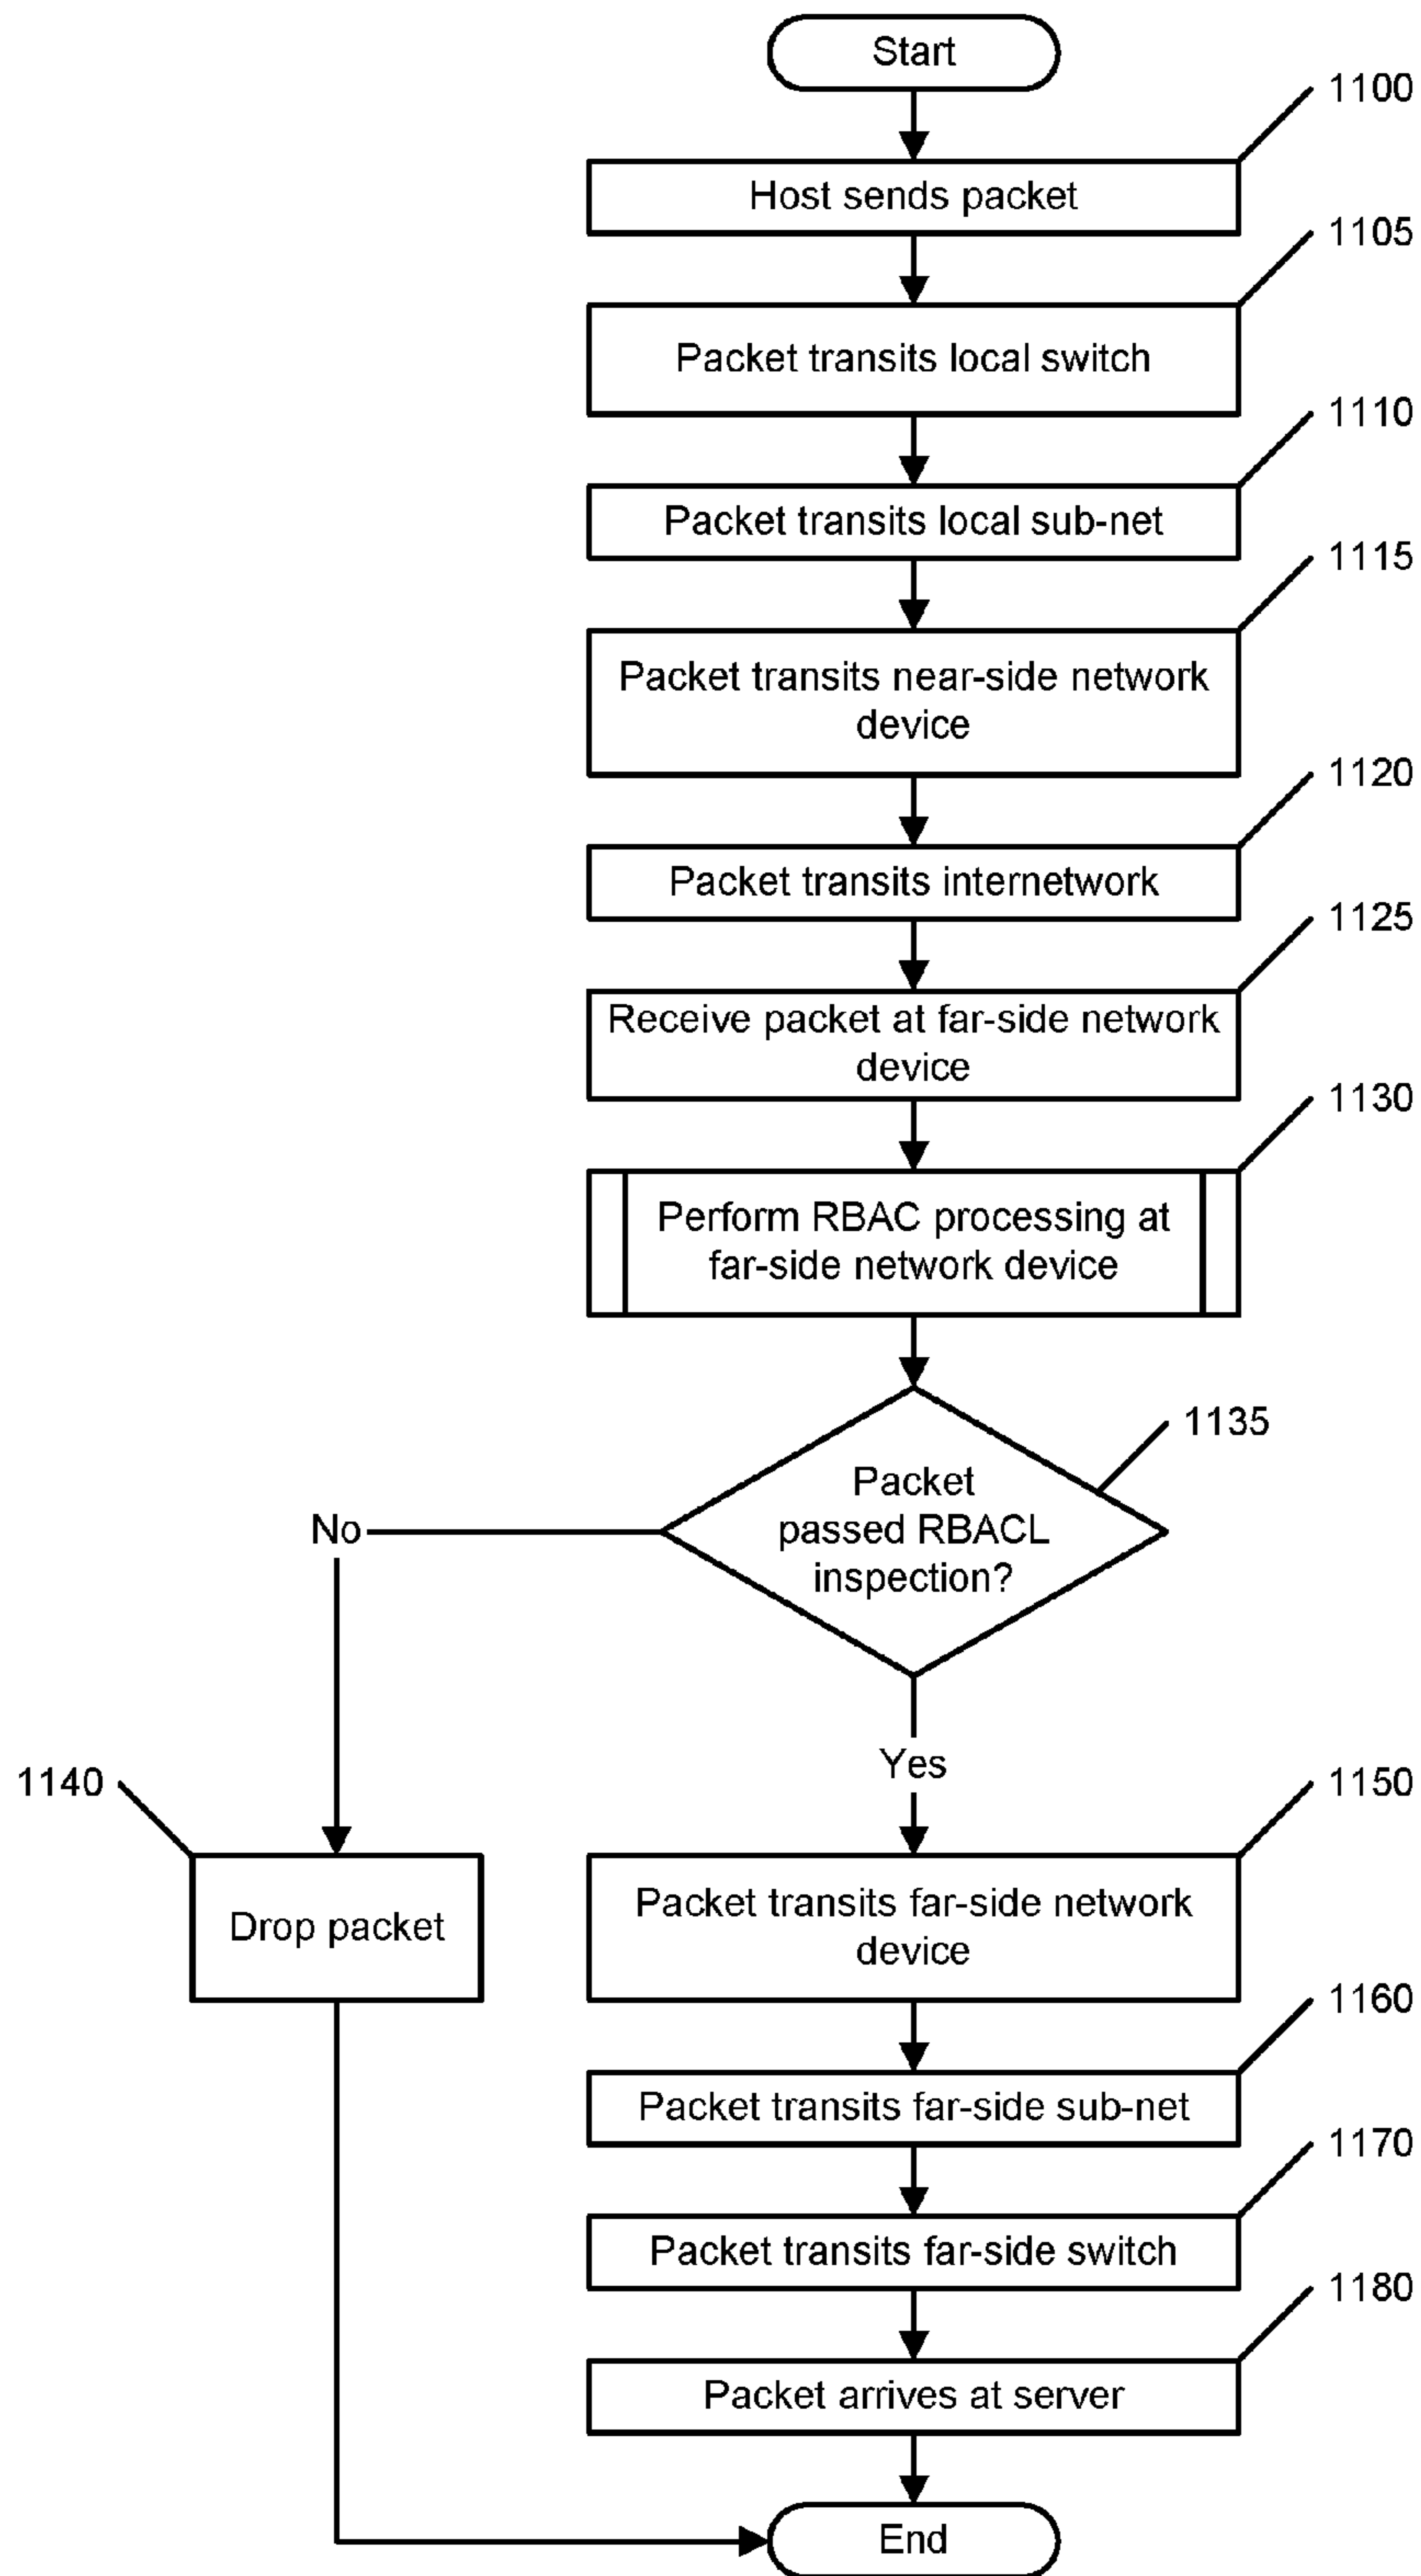 Start
1100
Host sends packet
1105
Packet transits local switch
1110
Packet transits local sub-net
1115
Packet transits near-side network
device
1120
Packet transits internetwork
1125
Receive packet at far-side network
device
1130
Perform RBAC processing at
far-side network device
1135
Packet
passed RBACL
inspection?
No
Yes
1140
Drop packet
1150
Packet transits far-side network
device
1160
Packet transits far-side sub-net
1170
Packet transits far-side switch
1180
Packet arrives at server
End